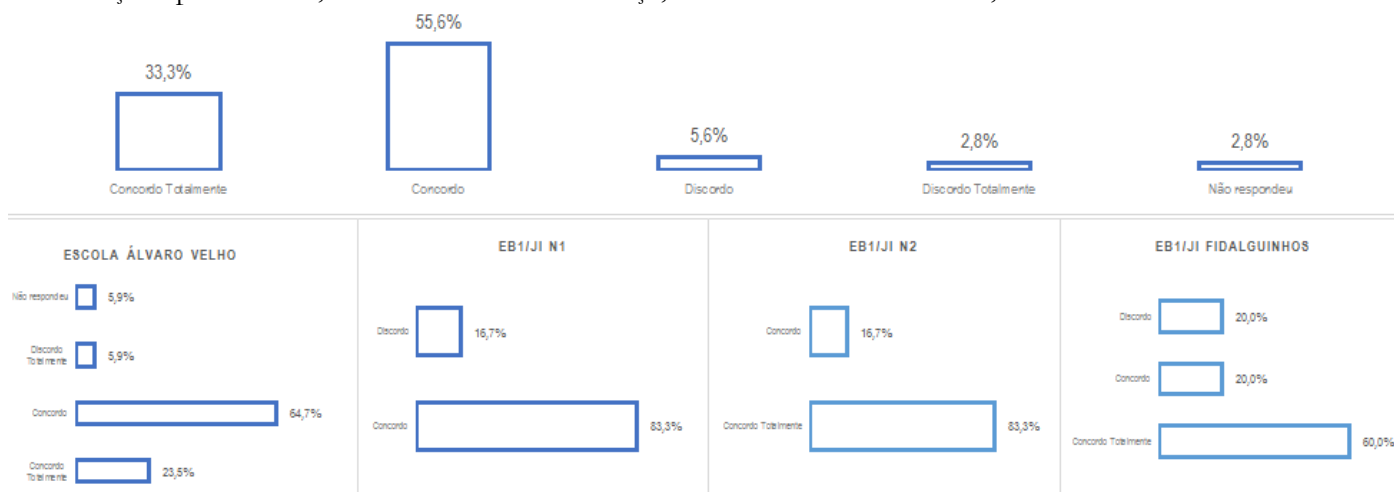 55,6%
33,3%
5,6%
2,8%
2,8%
Concordo Totalmente
Concordo
Discordo
Discordo Totalmente
Não respondeu
ESCOLA ÁLVARO VELHO
Não respondeu
5,9%
Discordo
Totalmente
5,9%
Concordo
64,7%
Concordo
Totalmente
23,5%
EB1/JI N1
Discordo
16,7%
Concordo
83,3%
EB1/JI N2
Concordo
16,7%
Concordo Totalmente
83,3%
EB1/JI FIDALGUINHOS
Discordo
20,0%
Concordo
20,0%
Concordo Totalmente
60,0%